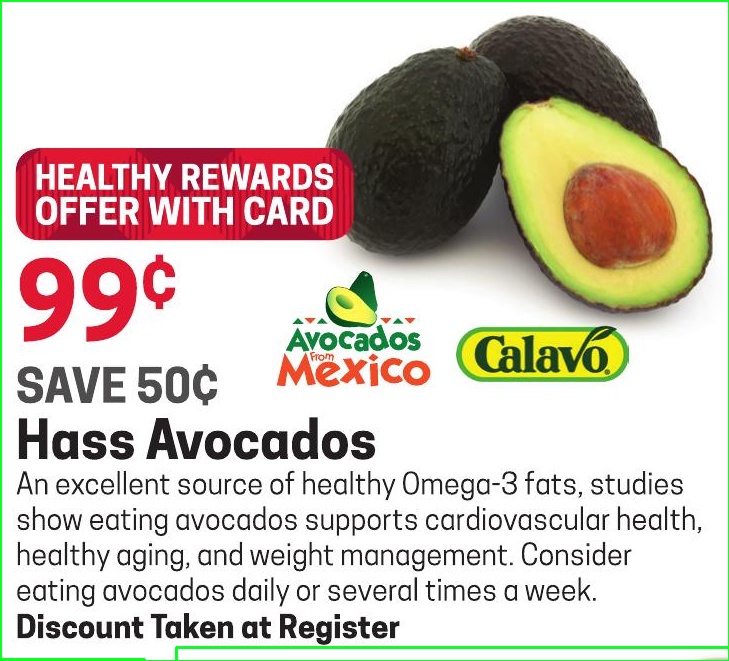 HEALTHY REWARDS
OFFER WITH CARD
99¢
SAVE 50¢
Avocados
From
Mexico
Calavo
Hass Avocados
An excellent source of healthy Omega-3 fats, studies
show eating avocados supports cardiovascular health,
healthy aging, and weight management. Consider
eating avocados daily or several times a week.
Discount Taken at Register